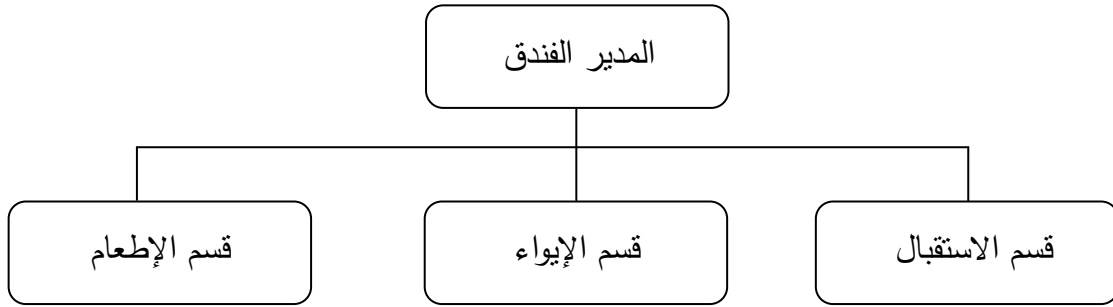 المدير الفندق
قسم الاستقبال
قسم الإيواء
قسم الإطعام